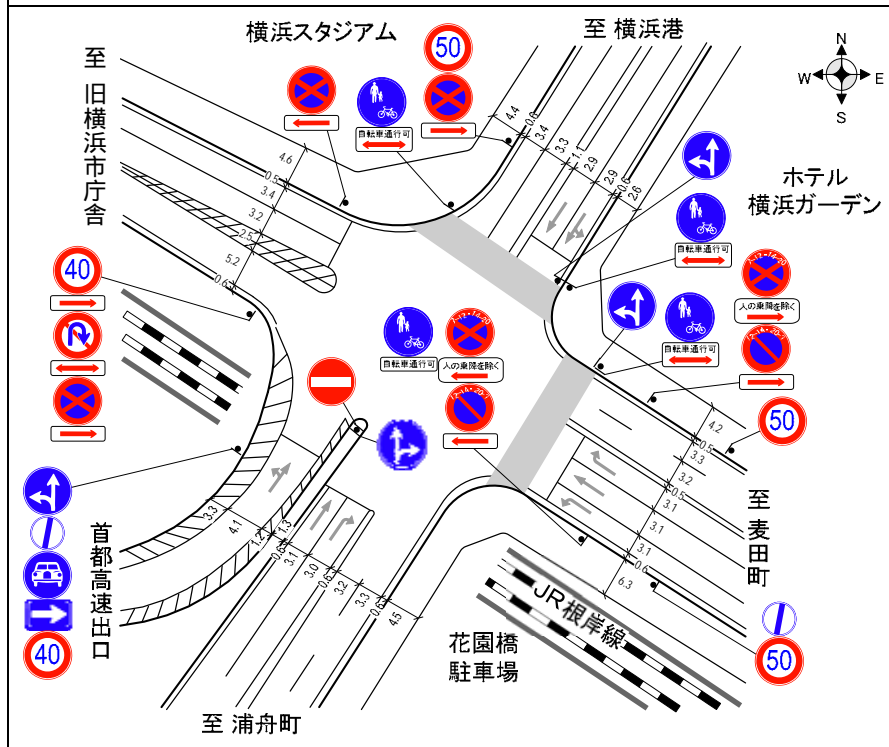 横浜スタジアム
至 横浜港
50
N
W
E
S
至
旧
横
浜
市
庁
舎
自転車通行可
4.4
0.6
3.4
3.3
1.1
2.9
2.9
0.6
2.6
4.6
0.5
3.4
3.2
2.5
5.2
0.6
ホテル
横浜ガーデン
自転車通行可
40
人の乗降を除く
自転車通行可
12-14・20-
自転車通行可
人の乗降を除く
12-14・20-
50
4.2
0.5
3.3
3.2
0.5
3.1
3.1
3.1
0.6
6.3
至
麦
田
町
首
都
高
速
出
口
3.3
4.1
1.2
1.3
0.6
3.1
3.0
0.6
3.2
3.3
0.6
4.5
40
JR根岸線
花園橋
駐車場
50
至 浦舟町